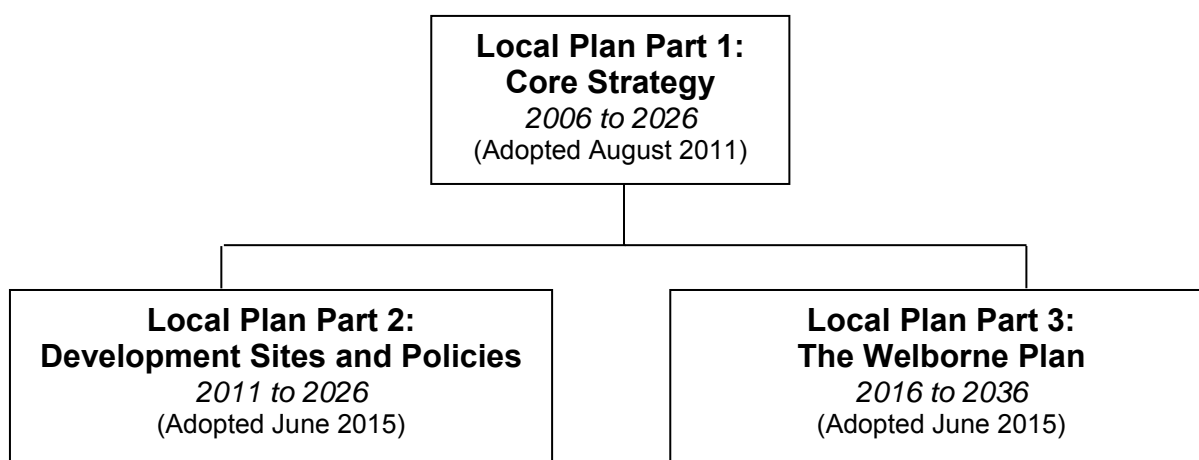 Local Plan Part 1:
Core Strategy
2006 to 2026
(Adopted August 2011)
Local Plan Part 2:
Development Sites and Policies
2011 to 2026
(Adopted June 2015)
Local Plan Part 3:
The Welborne Plan
2016 to 2036
(Adopted June 2015)